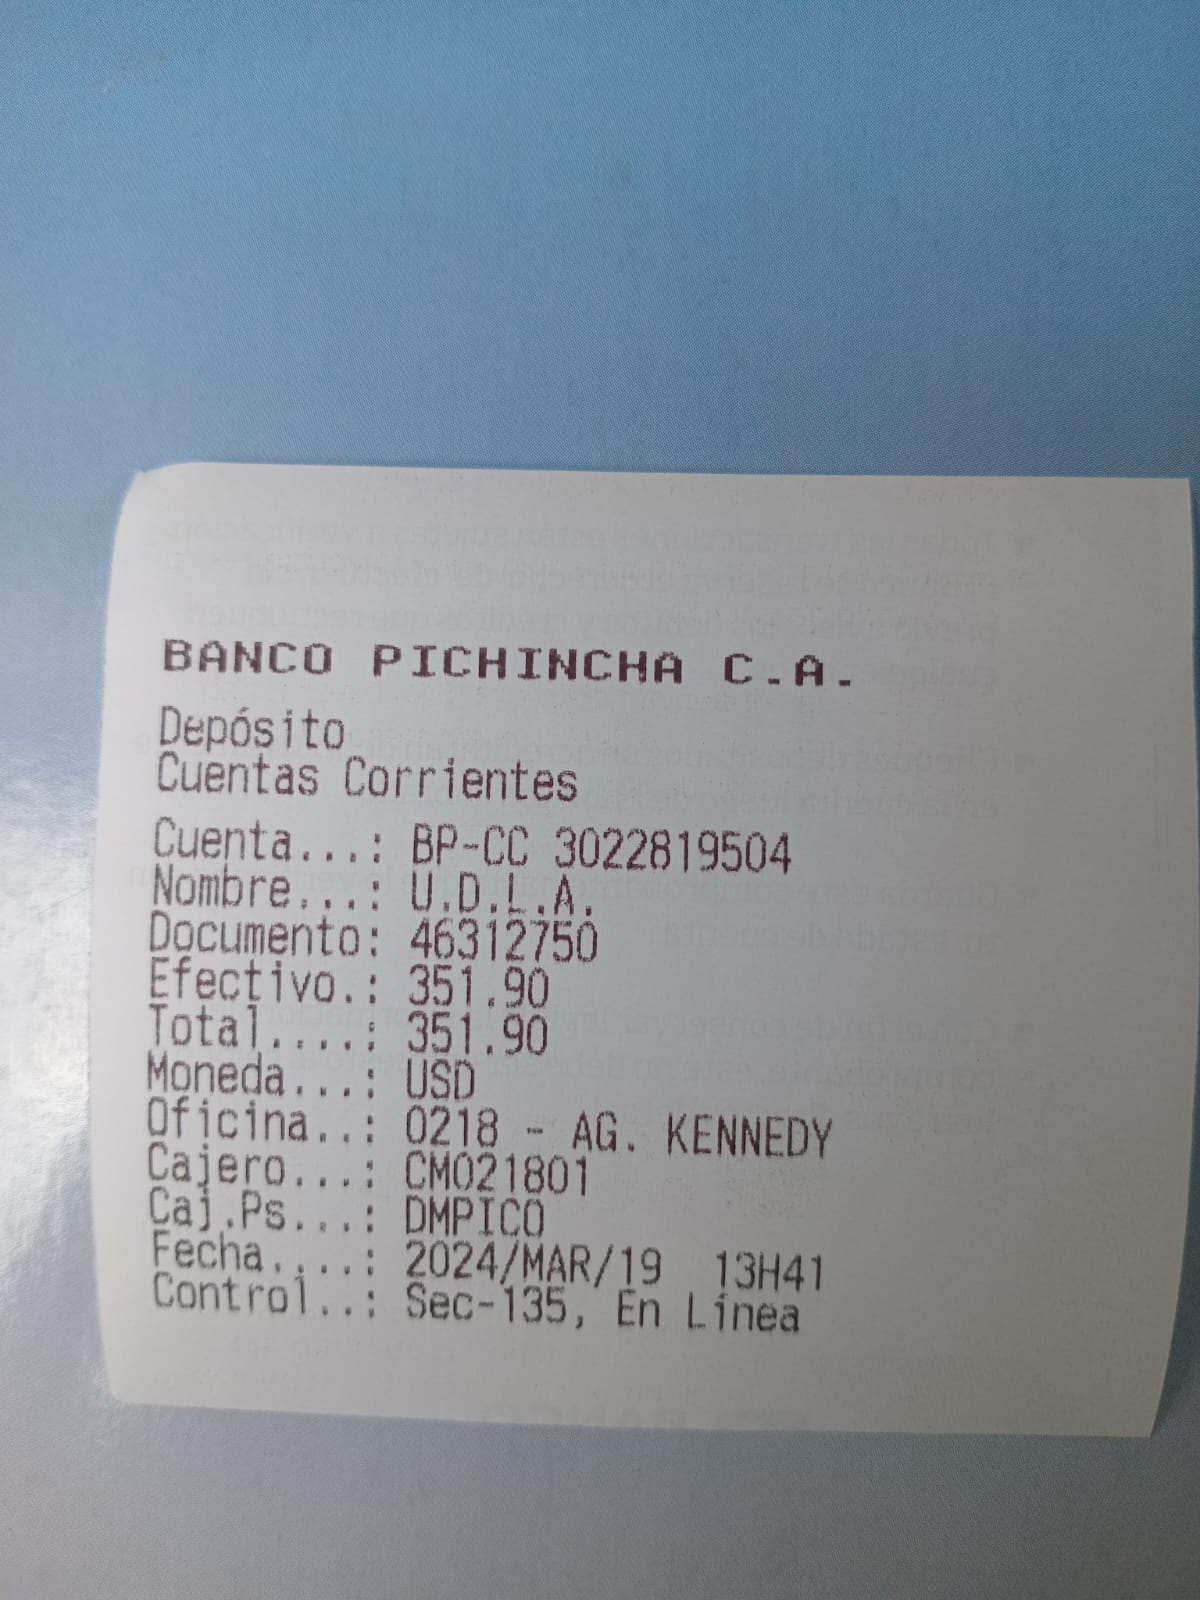 BANCO PICHINCHA C.A.
Depósito
Cuentas Corrientes
Cuenta...: BP-CC 3022819504
Nombre...: U.D.L.A.
Documento: 46312750
Efectivo.: 351.90
Total....: 351.90
Moneda...: USD
Oficina..: 0218 - AG. KENNEDY
Cajero...: CM021801
Caj.Ps...: DMPICO
Fecha....: 2024/MAR/19 13H41
Control..: Sec-135, En Línea